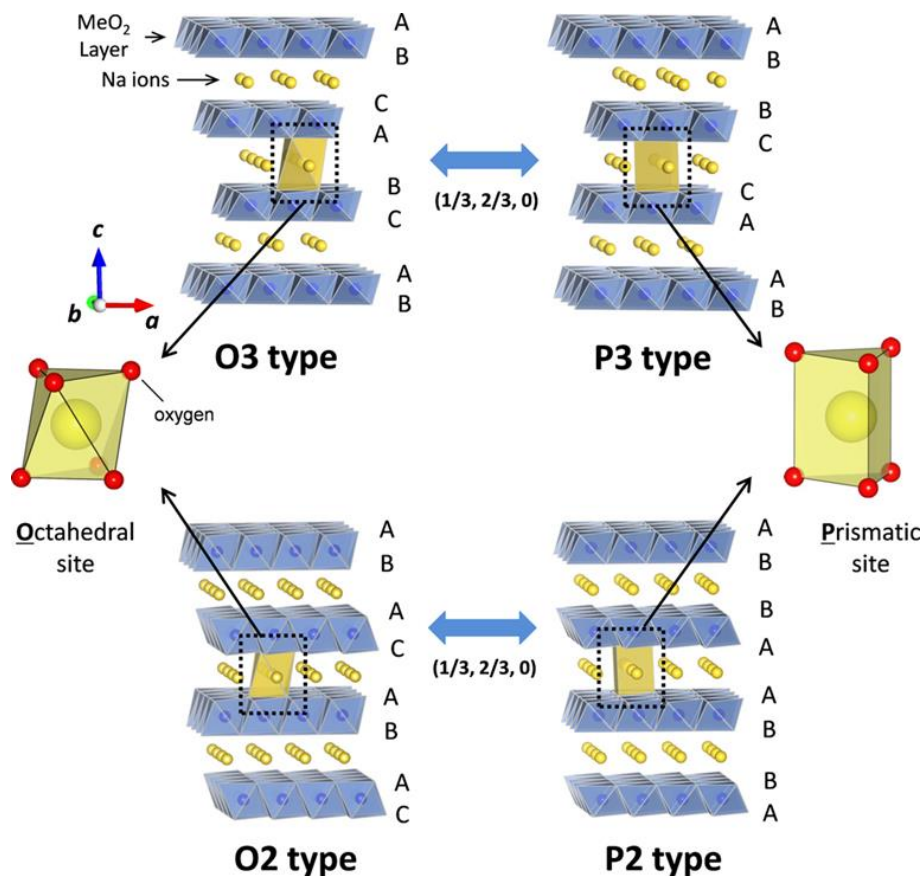 MeO2
Layer
Na ions
A
B
C
A
B
C
A
B
O3 type
(1/3, 2/3, 0)
A
B
B
C
C
A
A
B
P3 type
c
b
a
oxygen
Octahedral
site
Prismatic
site
A
B
A
C
A
B
A
C
O2 type
(1/3, 2/3, 0)
A
B
B
A
A
B
B
A
P2 type